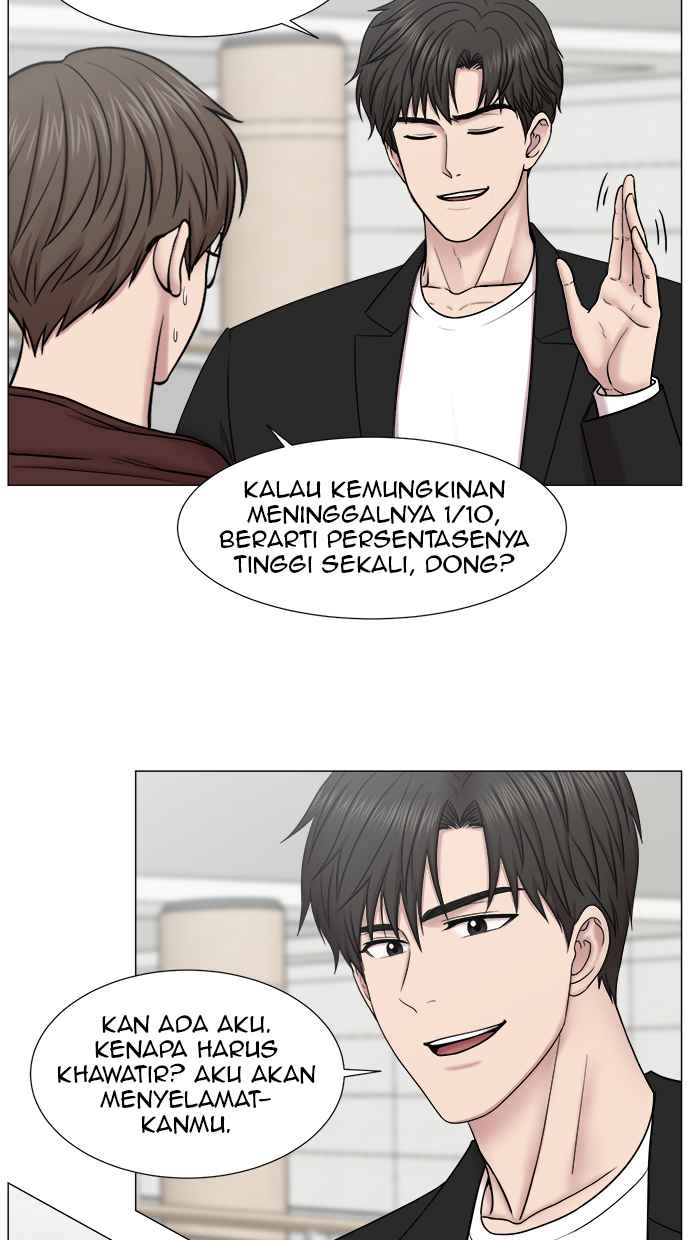 KALAU KEMUNGKINAN
MENINGGALNYA 1/10,
BERARTI PERSENTASENYA
TINGGI SEKALI, DONG?
KAN ADA AKU.
KENAPA HARUS
KHAWATIR? AKU AKAN
MENYELAMAT-
KANMU.